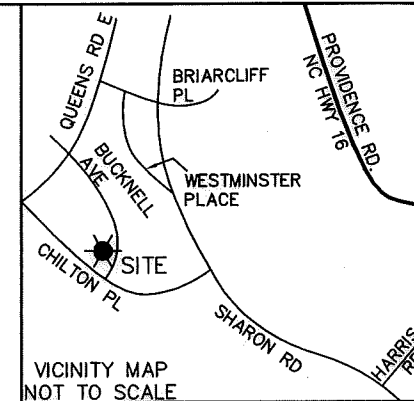 QUEENS RD E
BRIARCLIFF
PL
PROVIDENCE RD.
NC HWY 16
BUCKNELL
AVE
WESTMINSTER
PLACE
SITE
CHILTON PL
SHARON RD
HARRIS
VICINITY MAP
NOT TO SCALE